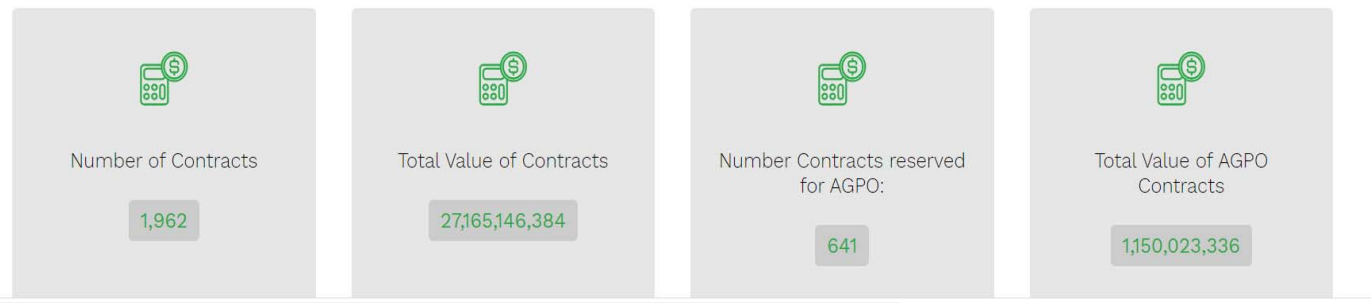 Number of Contracts
1,962
Total Value of Contracts
27,165,146,384
Number Contracts reserved
for AGPO:
641
Total Value of AGPO
Contracts
1,150,023,336